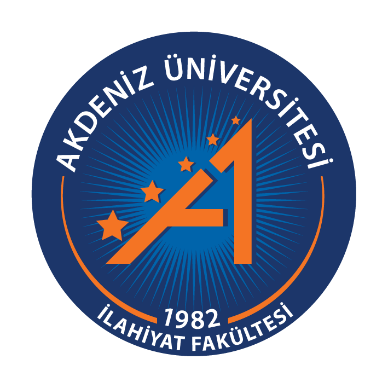 AKDENİZ ÜNİVERSİTESİ
1982
İLAHİYAT FAKÜLTESİ